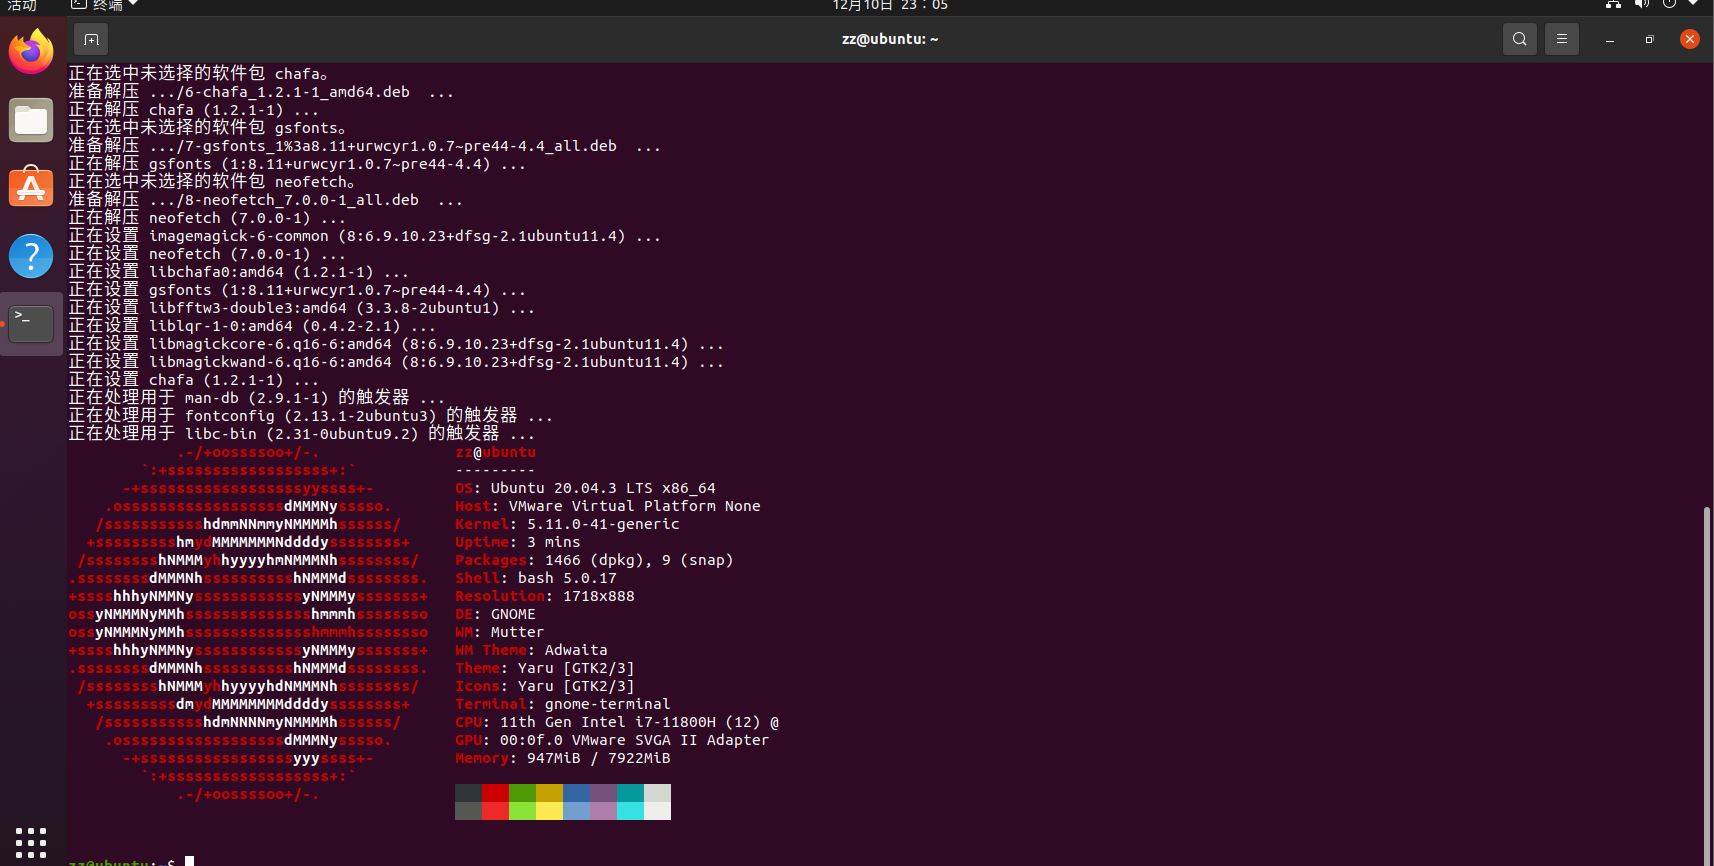 活动
终端
12月10日 23：05
zz@ubuntu: ~
正在选中未选择的软件包 chafa。
准备解压 .../6-chafa_1.2.1-1_amd64.deb  ...
正在解压 chafa (1.2.1-1) ...
正在选中未选择的软件包 gsfonts。
准备解压 .../7-gsfonts_1%3a8.11+urwcyr1.0.7~pre44-4.4_all.deb  ...
正在解压 gsfonts (1:8.11+urwcyr1.0.7~pre44-4.4) ...
正在选中未选择的软件包 neofetch。
准备解压 .../8-neofetch_7.0.0-1_all.deb  ...
正在解压 neofetch (7.0.0-1) ...
正在设置 imagemagick-6-common (8:6.9.10.23+dfsg-2.1ubuntu11.4) ...
正在设置 neofetch (7.0.0-1) ...
正在设置 libchafa0:amd64 (1.2.1-1) ...
正在设置 gsfonts (1:8.11+urwcyr1.0.7~pre44-4.4) ...
正在设置 libfftw3-double3:amd64 (3.3.8-2ubuntu1) ...
正在设置 liblqr-1-0:amd64 (0.4.2-2.1) ...
正在设置 libmagickcore-6.q16-6:amd64 (8:6.9.10.23+dfsg-2.1ubuntu11.4) ...
正在设置 libmagickwand-6.q16-6:amd64 (8:6.9.10.23+dfsg-2.1ubuntu11.4) ...
正在设置 chafa (1.2.1-1) ...
正在处理用于 man-db (2.9.1-1) 的触发器 ...
正在处理用于 fontconfig (2.13.1-2ubuntu3) 的触发器 ...
正在处理用于 libc-bin (2.31-0ubuntu9.2) 的触发器 ...
            .-/+oossssoo+/-.               zz@ubuntu
        `:+ssssssssssssssssss+:`           ---------
      -+ssssssssssssssssssyyssss+-         OS: Ubuntu 20.04.3 LTS x86_64
    .ossssssssssssssssssdMMMNysssso.       Host: VMware Virtual Platform None
   /ssssssssssshdmmNNmmyNMMMMhssssss/      Kernel: 5.11.0-41-generic
  +ssssssssshmydMMMMMMMNddddyssssssss+     Uptime: 3 mins
 /sssssssshNMMMyhhyyyyhmNMMMNhssssssss/    Packages: 1466 (dpkg), 9 (snap)
.ssssssssdMMMNhsssssssssshNMMMdssssssss.   Shell: bash 5.0.17
+sssshhhyNMMNyssssssssssssyNMMMysssssss+   Resolution: 1718x888
ossyNMMMNyMMhsssssssssssssshmmmhssssssso   DE: GNOME
ossyNMMMNyMMhsssssssssssssshmmmhssssssso   WM: Mutter
+sssshhhyNMMNyssssssssssssyNMMMysssssss+   WM Theme: Adwaita
.ssssssssdMMMNhsssssssssshNMMMdssssssss.   Theme: Yaru [GTK2/3]
 /sssssssshNMMMyhhyyyyhdNMMMNhssssssss/    Icons: Yaru [GTK2/3]
  +sssssssssdmydMMMMMMMMddddyssssssss+     Terminal: gnome-terminal
   /ssssssssssshdmNNNNmyNMMMMhssssss/      CPU: 11th Gen Intel i7-11800H (12) @
    .ossssssssssssssssssdMMMNysssso.       GPU: 00:0f.0 VMware SVGA II Adapter
      -+sssssssssssssssssyyyssss+-         Memory: 947MiB / 7922MiB
        `:+ssssssssssssssssss+:`
            .-/+oossssoo+/-.
zz@ubuntu:~$